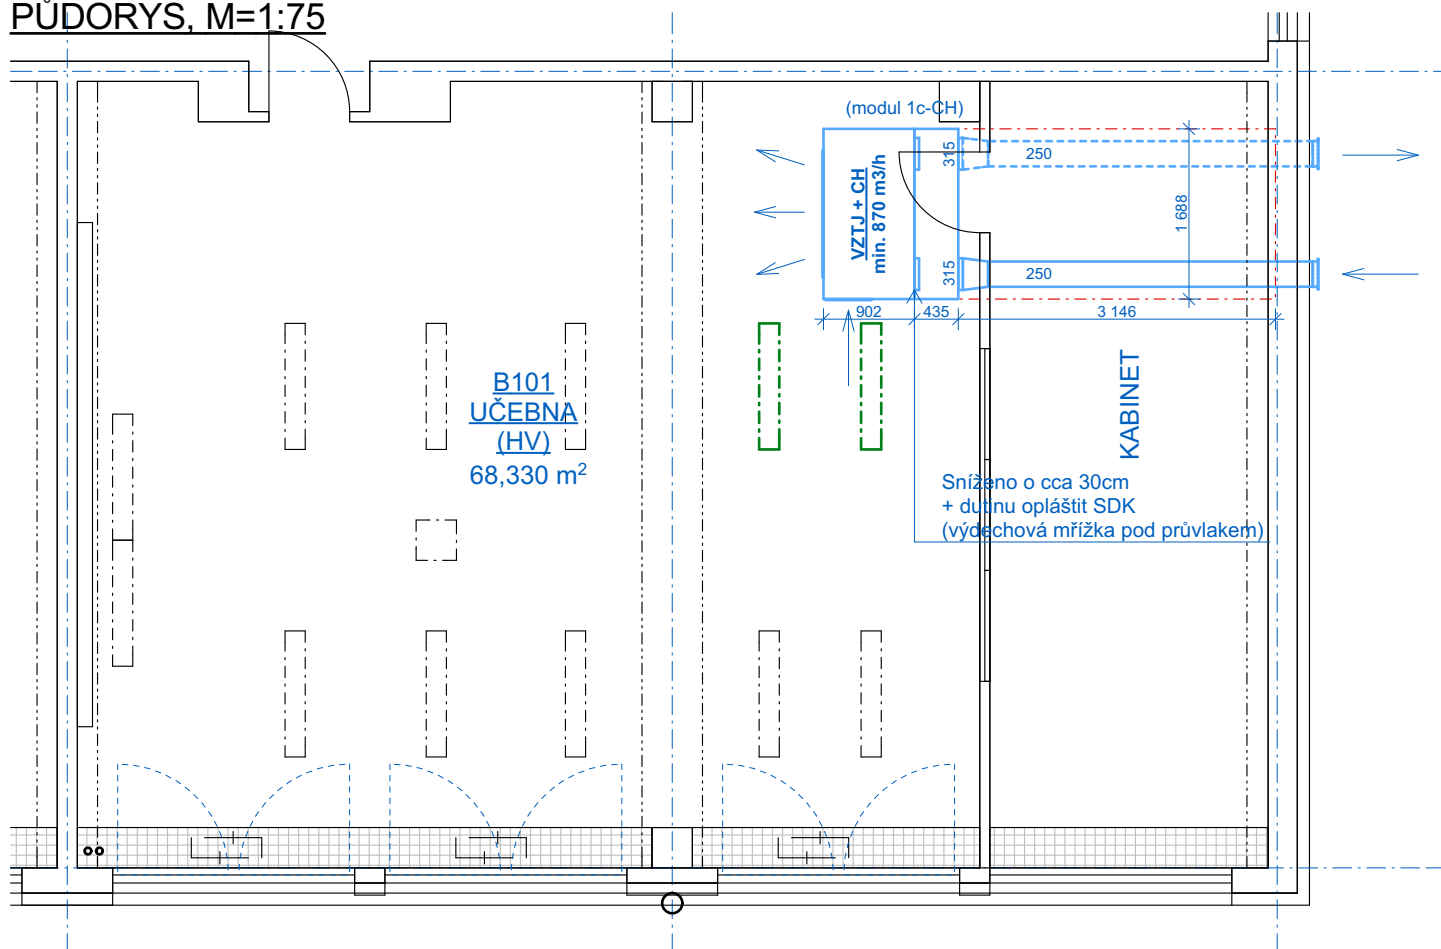 PŮDORYS, M=1:75
(modul 1c-CH)
315
250
VZTJ + CH
min. 870 m3/h
1 688
315
250
902
435
3 146
B101
UČEBNA
(HV)
68,330 m²
KABINET
Sníženo o cca 30cm
+ dutinu opláštit SDK
(výdechová mřížka pod průvlakem)